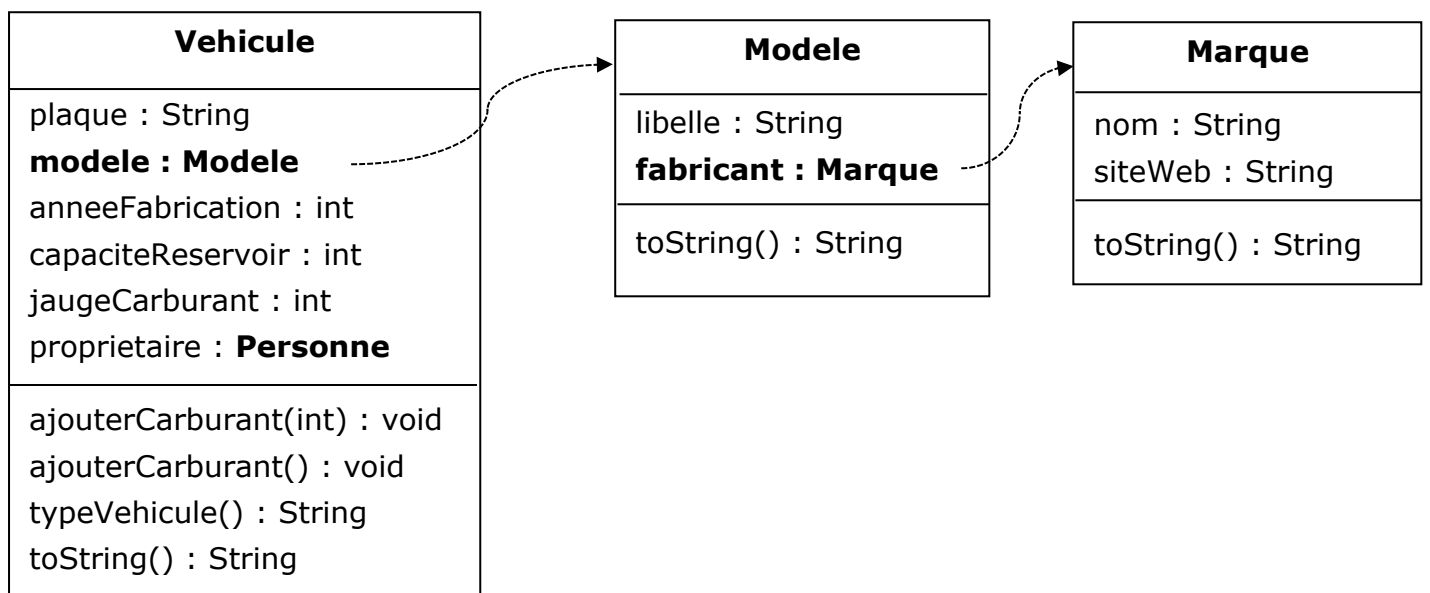 Vehicule
plaque : String
modele : Modele
anneeFabrication : int
capaciteReservoir : int
jaugeCarburant : int
proprietaire : Personne
ajouterCarburant(int) : void
ajouterCarburant() : void
typeVehicule() : String
toString() : String
Modele
libelle : String
fabricant : Marque
toString() : String
Marque
nom : String
siteWeb : String
toString() : String